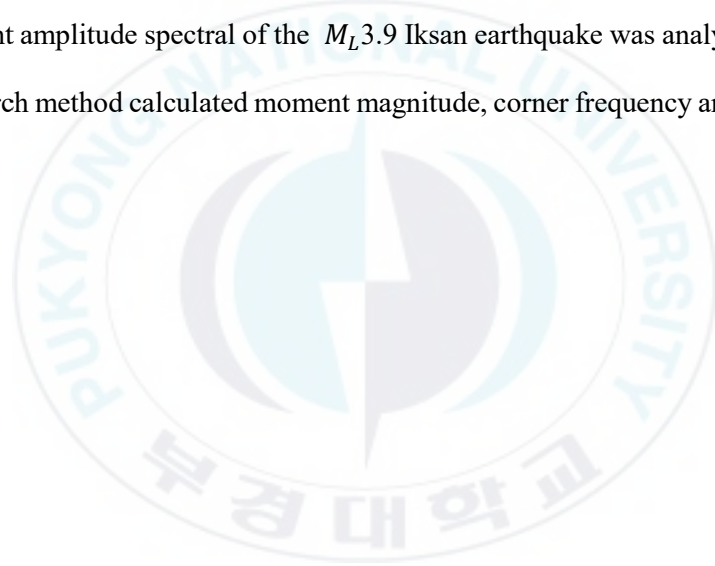 nt amplitude spectral of the M_L3.9 Iksan earthquake was analy
rch method calculated moment magnitude, corner frequency an
PUKYONG NATIONAL UNIVERSITY
부경대학교